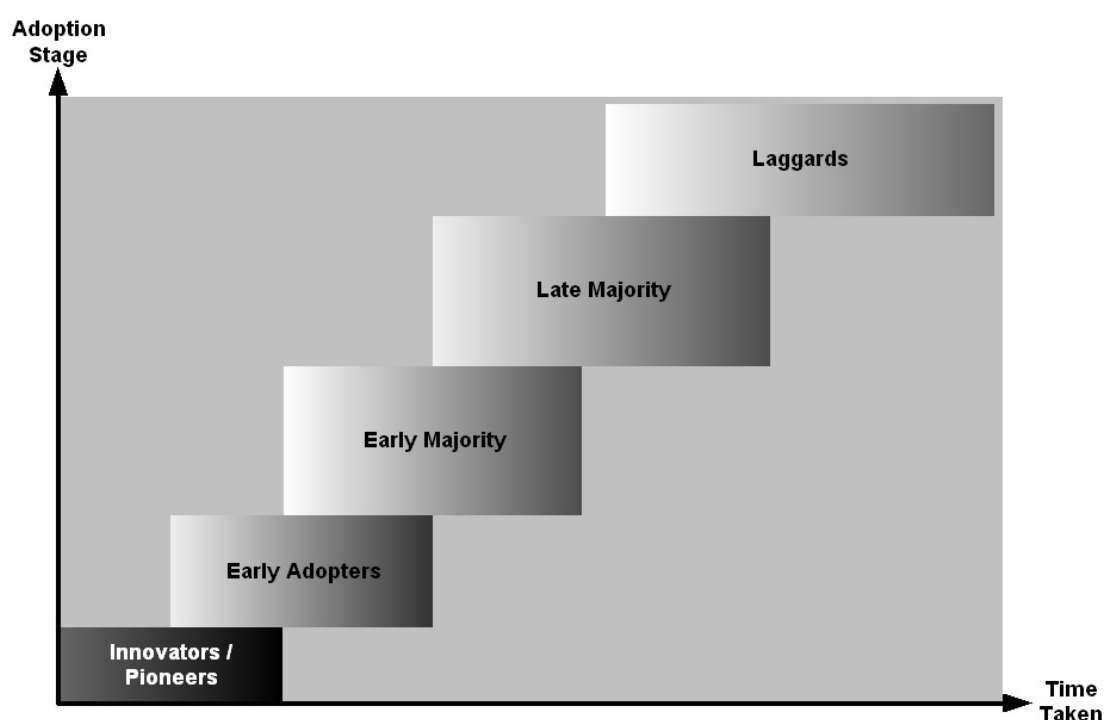 Adoption
Stage
Laggards
Late Majority
Early Majority
Early Adopters
Innovators /
Pioneers
Time
Taken